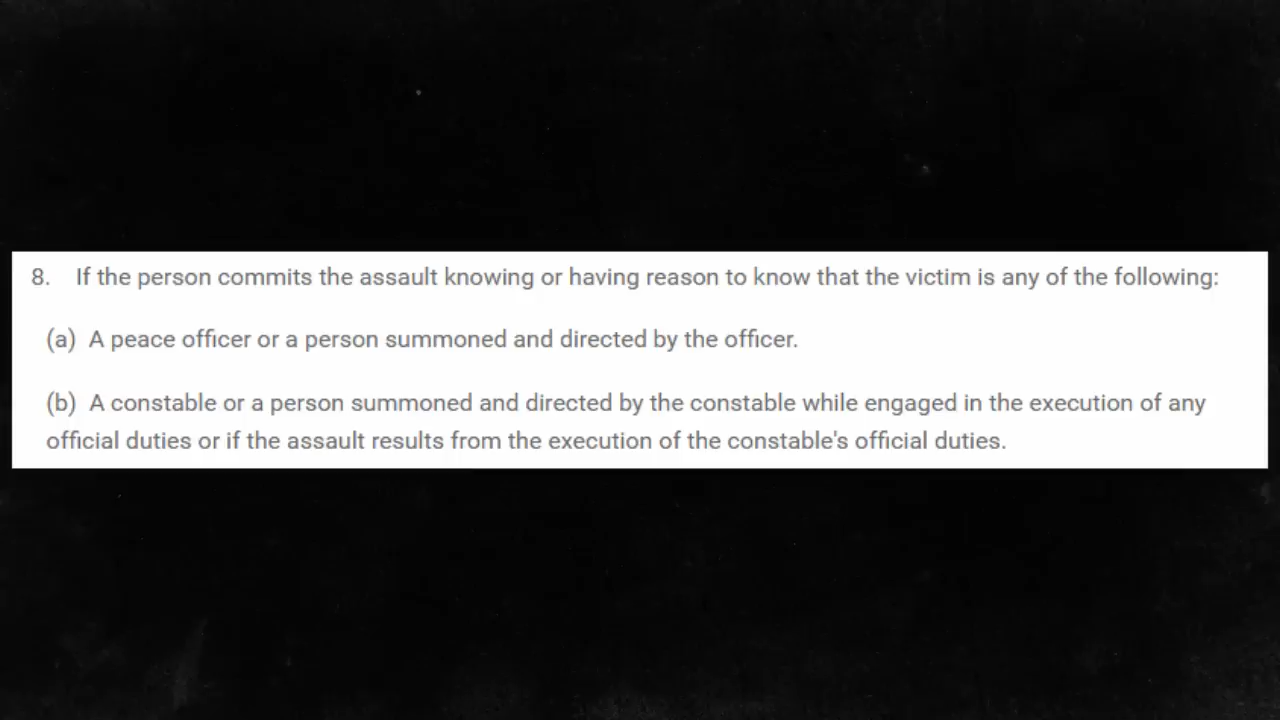 8. If the person commits the assault knowing or having reason to know that the victim is any of the following:
(a) A peace officer or a person summoned and directed by the officer.
(b) A constable or a person summoned and directed by the constable while engaged in the execution of any
official duties or if the assault results from the execution of the constable's official duties.